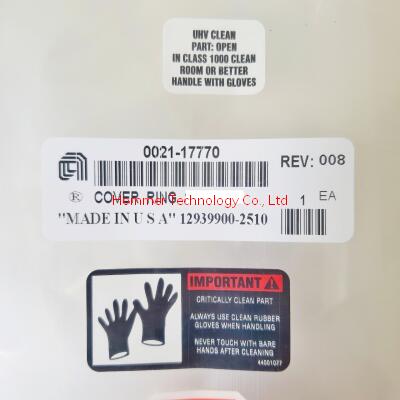 UHV CLEAN
PART: OPEN
IN CLASS 1000 CLEAN
ROOM OR BETTER
HANDLE WITH GLOVES
0021-17770
REV: 008
® COVER RING
Hemmer Technology Co.,Ltd
1 EA
"MADE IN U S A" 12939900-2510
IMPORTANT
CRITICALLY CLEAN PART
ALWAYS USE CLEAN RUBBER
GLOVES WHEN HANDLING
NEVER TOUCH WITH BARE
HANDS AFTER CLEANING
44001077